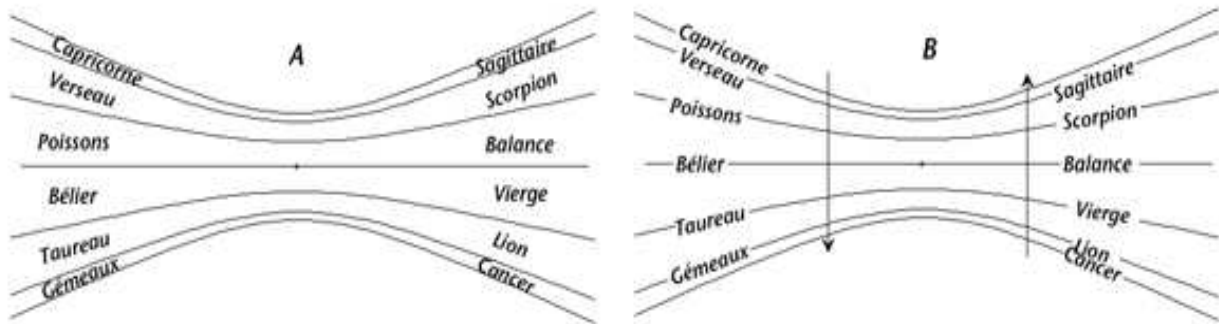 A
Capricorne
Sagittaire
Verseau
Scorpion
Poissons
Balance
Bélier
Vierge
Taureau
Lion
Gémeaux
Cancer
B
Capricorne
Sagittaire
Verseau
Scorpion
Poissons
Balance
Bélier
Vierge
Taureau
Lion
Gémeaux
Cancer